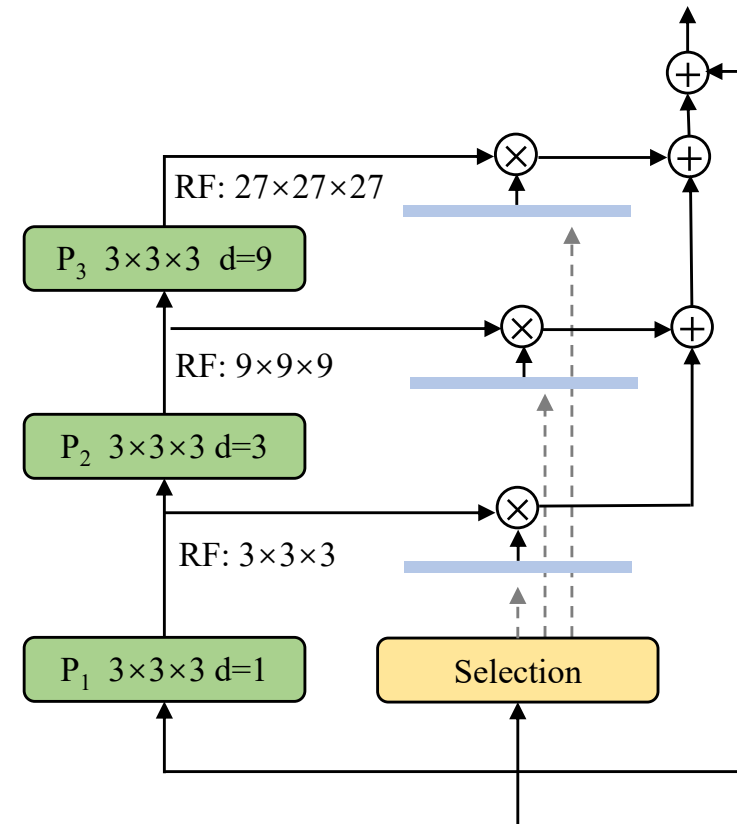 RF: 27×27×27
P₃ 3×3×3 d=9
RF: 9×9×9
P₂ 3×3×3 d=3
RF: 3×3×3
P₁ 3×3×3 d=1
Selection